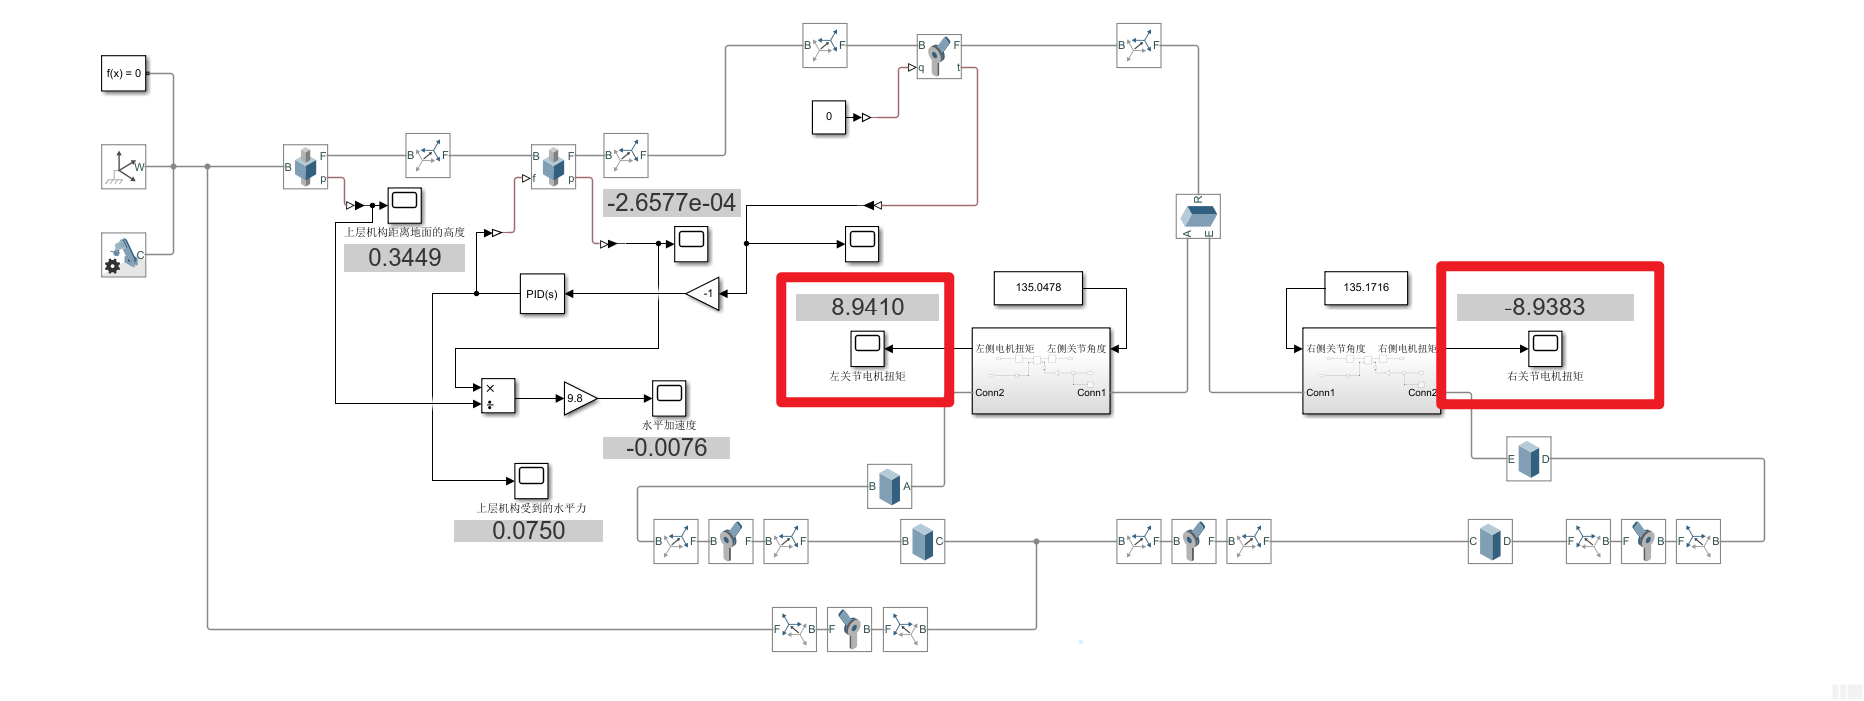 B F
B F
q t
B F
f(x) = 0
0
W
B F
p
B F
B F
f p
B F
-2.6577e-04
R
A E
上层机构距离地面的高度
0.3449
C
PID(s)
-1
8.9410
左关节电机扭矩
135.0478
左侧电机扭矩 左侧关节角度
Conn2 Conn1
135.1716
右侧关节角度 右侧电机扭矩
Conn1 Conn2
-8.9383
右关节电机扭矩
×
÷
9.8
水平加速度
-0.0076
上层机构受到的水平力
0.0750
B A
E D
B F B F B F
B C
B F B F B F
C D
F B F B F B
F B F B F B